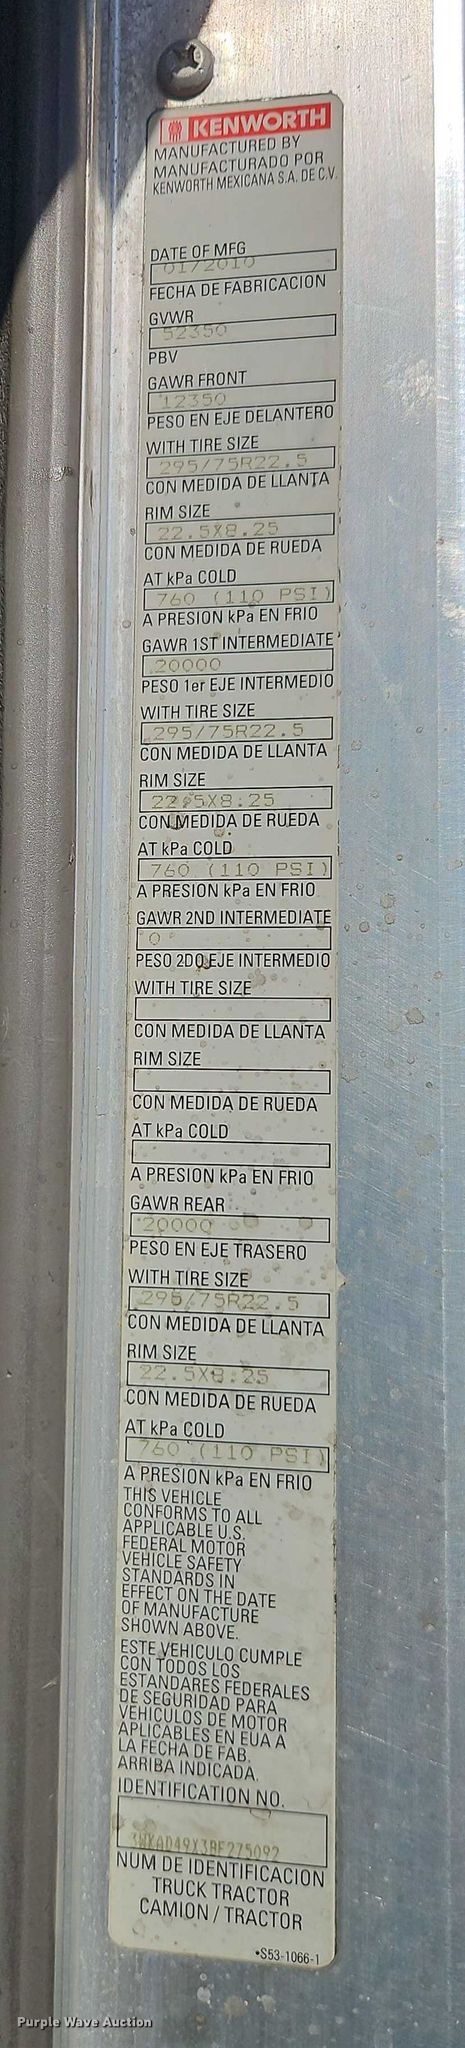 KENWORTH
MANUFACTURED BY
MANUFACTURADO POR
KENWORTH MEXICANA S.A. DE C.V.
DATE OF MFG
01/2010
FECHA DE FABRICACION
GVWR
52350
PBV
GAWR FRONT
12350
PESO EN EJE DELANTERO
WITH TIRE SIZE
295/75R22.5
CON MEDIDA DE LLANTA
RIM SIZE
22.5X8.25
CON MEDIDA DE RUEDA
AT kPa COLD
760 (110 PSI)
A PRESION kPa EN FRIO
GAWR 1ST INTERMEDIATE
20000
PESO 1er EJE INTERMEDIO
WITH TIRE SIZE
295/75R22.5
CON MEDIDA DE LLANTA
RIM SIZE
22.5X8.25
CON MEDIDA DE RUEDA
AT kPa COLD
760 (110 PSI)
A PRESION kPa EN FRIO
GAWR 2ND INTERMEDIATE
0
PESO 2DO EJE INTERMEDIO
WITH TIRE SIZE
CON MEDIDA DE LLANTA
RIM SIZE
CON MEDIDA DE RUEDA
AT kPa COLD
A PRESION kPa EN FRIO
GAWR REAR
20000
PESO EN EJE TRASERO
WITH TIRE SIZE
295/75R22.5
CON MEDIDA DE LLANTA
RIM SIZE
22.5X8.25
CON MEDIDA DE RUEDA
AT kPa COLD
760 (110 PSI)
A PRESION kPa EN FRIO
THIS VEHICLE
CONFORMS TO ALL
APPLICABLE U.S.
FEDERAL MOTOR
VEHICLE SAFETY
STANDARDS IN
EFFECT ON THE DATE
OF MANUFACTURE
SHOWN ABOVE.
ESTE VEHICULO CUMPLE
CON TODOS LOS
ESTANDARES FEDERALES
DE SEGURIDAD PARA
VEHICULOS DE MOTOR
APLICABLES EN EUA A
LA FECHA DE FAB.
ARRIBA INDICADA.
IDENTIFICATION NO.
3WKAD49X3BF275092
NUM DE IDENTIFICACION
TRUCK TRACTOR
CAMION / TRACTOR
•S53-1066-1
Purple Wave Auction